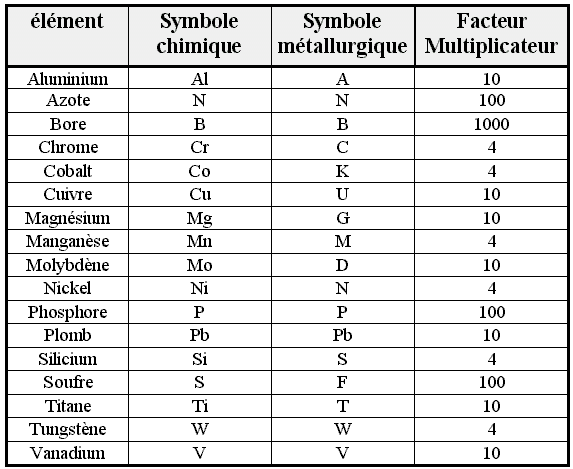 élément Symbole chimique Symbole métallurgique Facteur Multiplicateur
Aluminium Al A 10
Azote N N 100
Bore B B 1000
Chrome Cr C 4
Cobalt Co K 4
Cuivre Cu U 10
Magnésium Mg G 10
Manganèse Mn M 4
Molybdène Mo D 10
Nickel Ni N 4
Phosphore P P 100
Plomb Pb Pb 10
Silicium Si S 4
Soufre S F 100
Titane Ti T 10
Tungstène W W 4
Vanadium V V 10